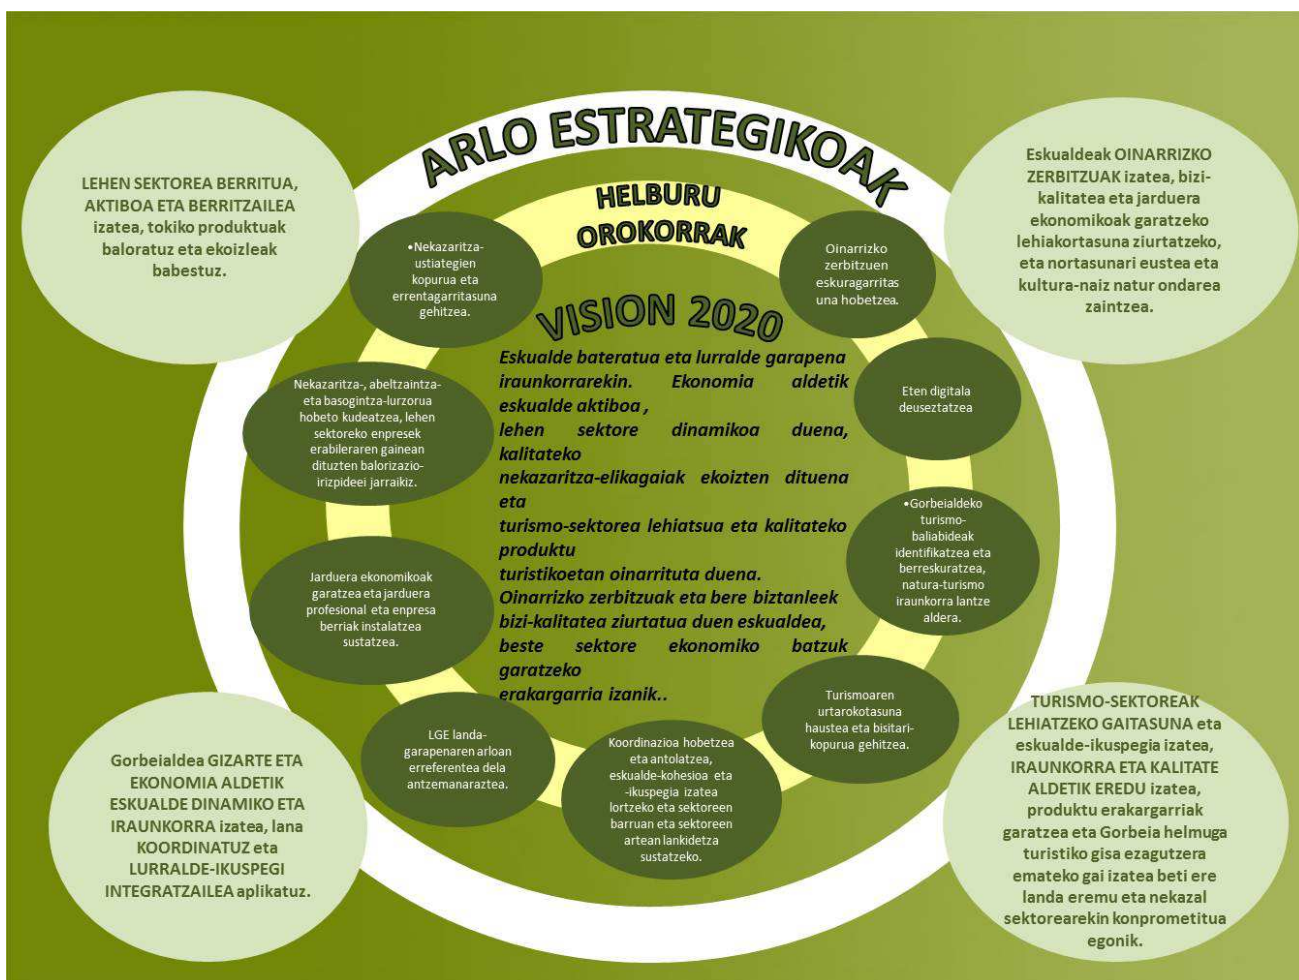 ARLO ESTRATEGIKOAK
HELBURU
OROKORRAK
LEHEN SEKTOREA BERRITUA,
AKTIBOA ETA BERRITZAILEA
izatea, tokiko produktuak
baloratuz eta ekoizleak
babestuz.
Eskualdeak OINARRIZKO
ZERBITZUAK izatea, bizi-
kalitatea eta jarduera
ekonomikoak garatzeko
lehiakortasuna ziurtatzeko,
eta nortasunari eustea eta
kultura-naiz natur ondarea
zaintzea.
•Nekazaritza-
ustiategien
kopurua eta
errentagarritasuna
gehitzea.
Oinarrizko
zerbitzuen
eskuragarritas
una hobetzea.
VISION 2020
Eskualde bateratua eta lurralde garapena
iraunkorrarekin. Ekonomia aldetik
eskualde aktiboa ,
lehen sektore dinamikoa duena,
kalitateko
nekazaritza-elikagaiak ekoizten dituena
eta
turismo-sektorea lehiatsua eta kalitateko
produktu
turistikoetan oinarrituta duena.
Oinarrizko zerbitzuak eta bere biztanleek
bizi-kalitatea ziurtatua duen eskualdea,
beste sektore ekonomiko batzuk
garatzeko
erakargarria izanik..
Nekazaritza-, abeltzaintza-
eta basogintza-lurzorua
hobeto kudeatzea, lehen
sektoreko enpresek
erabileraren gainean
dituzten balorizazio-
irizpideei jarraikiz.
Eten digitala
deuseztatzea
•Gorbeialdeko
turismo-
baliabideak
identifikatzea eta
berreskuratzea,
natura-turismo
iraunkorra lantze
aldera.
Jarduera ekonomikoak
garatzea eta jarduera
profesional eta enpresa
berriak instalatzea
sustatzea.
Turismoaren
urtarokotasuna
haustea eta bisitari-
kopurua gehitzea.
LGE landa-
garapenaren arloan
erreferentea dela
antzemanaraztea.
Koordinazioa hobetzea
eta antolatzea,
eskualde-kohesioa eta
-ikuspegia izatea
lortzeko eta sektoreen
barruan eta sektoreen
artean lankidetza
sustatzeko.
Gorbeialdea GIZARTE ETA
EKONOMIA ALDETIK
ESKUALDE DINAMIKO ETA
IRAUNKORRA izatea, lana
KOORDINATUZ eta
LURRALDE-IKUSPEGI
INTEGRATZAILEA aplikatuz.
TURISMO-SEKTOREAK
LEHIATZEKO GAITASUNA eta
eskualde-ikuspegia izatea,
IRAUNKORRA ETA KALITATE
ALDETIK EREDU izatea,
produktu erakargarriak
garatzea eta Gorbeia helmuga
turistiko gisa ezagutzera
emateko gai izatea beti ere
landa eremu eta nekazal
sektorearekin konprometitua
egonik.